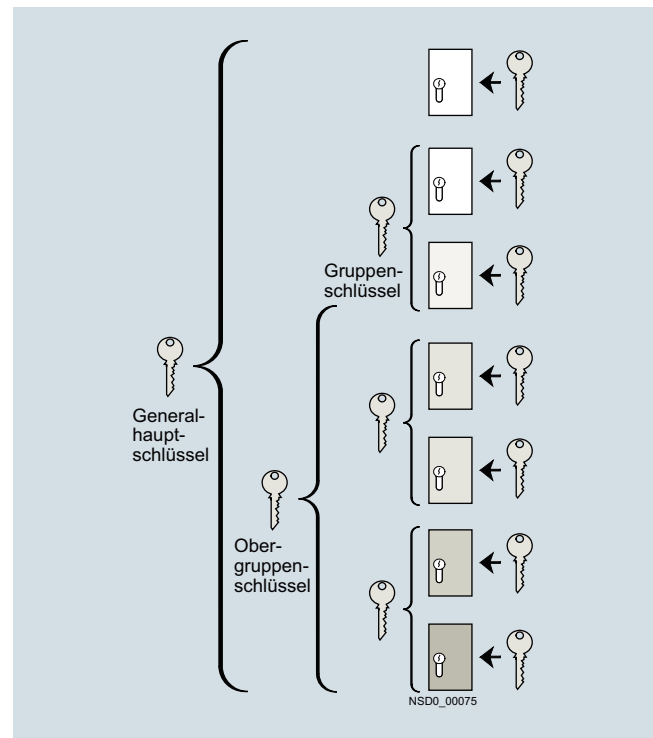 Gruppen-
schlüssel
General-
haupt-
schlüssel
Ober-
gruppen-
schlüssel
NSD0_00075